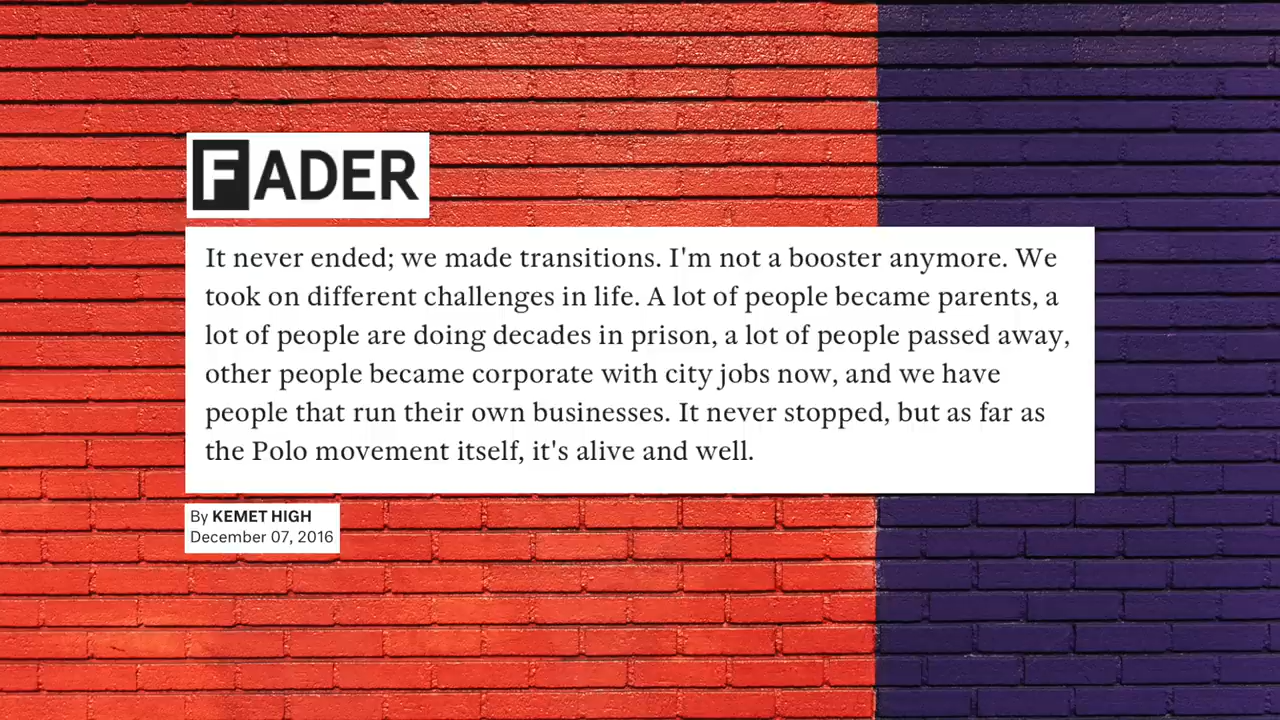 FADER
It never ended; we made transitions. I'm not a booster anymore. We
took on different challenges in life. A lot of people became parents, a
lot of people are doing decades in prison, a lot of people passed away,
other people became corporate with city jobs now, and we have
people that run their own businesses. It never stopped, but as far as
the Polo movement itself, it's alive and well.
By KEMET HIGH
December 07, 2016